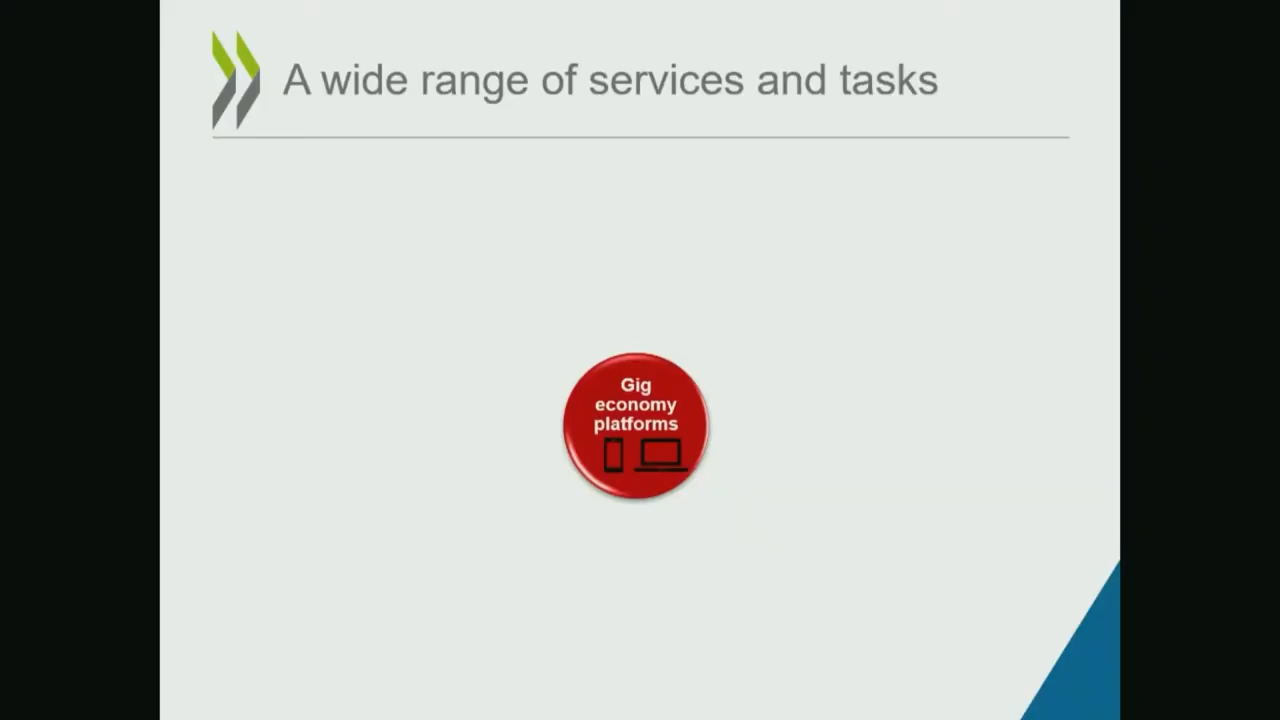 A wide range of services and tasks
Gig
economy
platforms